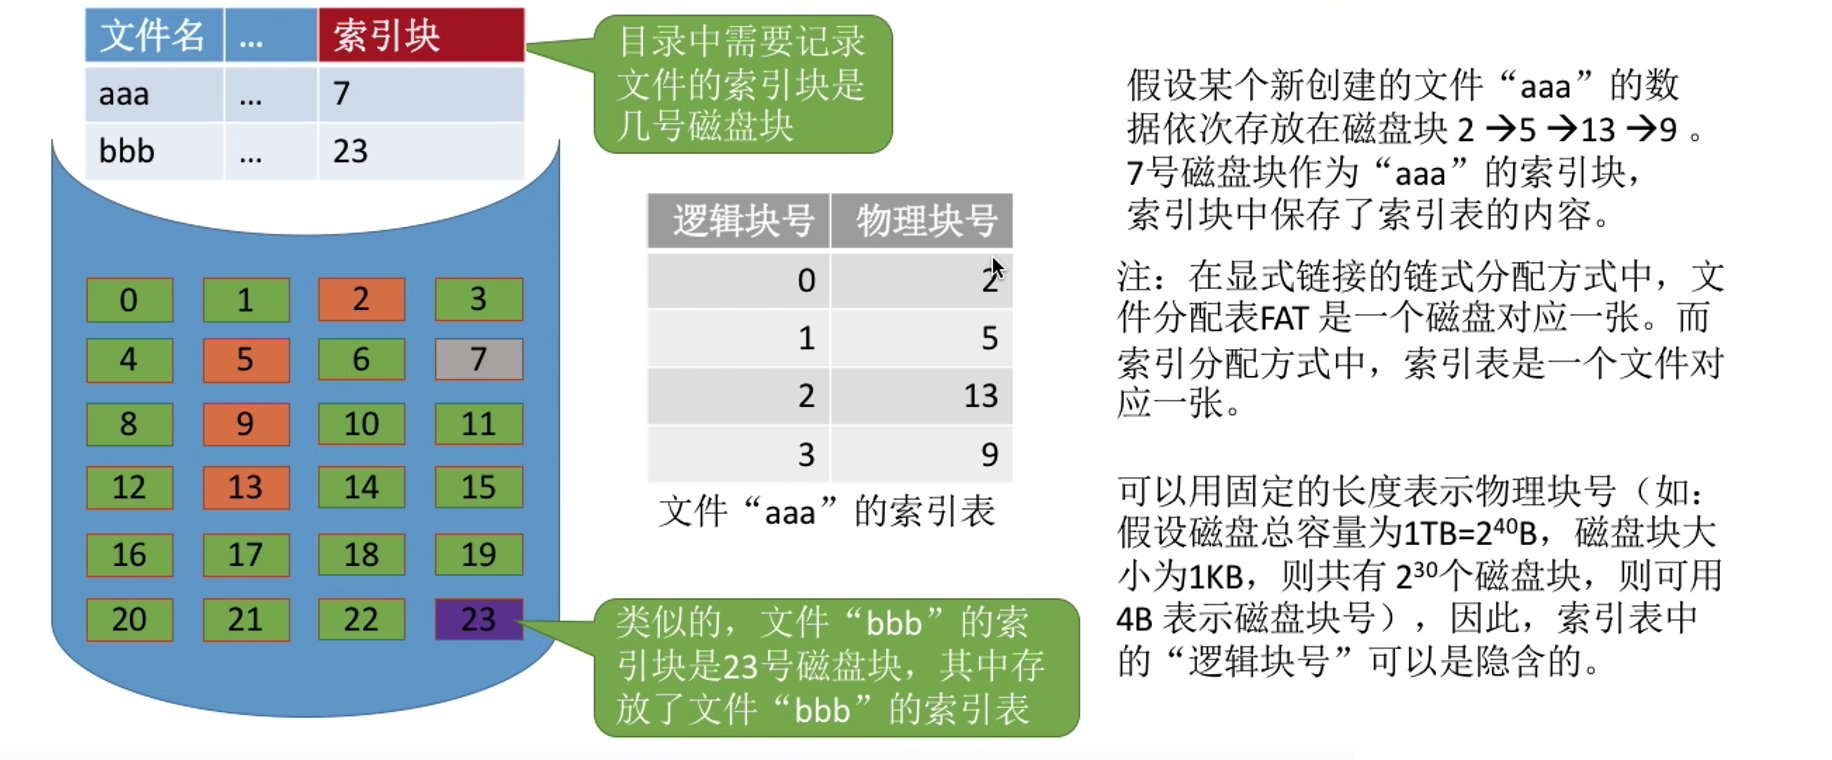 文件名 ... 索引块
aaa ... 7
bbb ... 23
目录中需要记录
文件的索引块是
几号磁盘块
0 1 2 3
4 5 6 7
8 9 10 11
12 13 14 15
16 17 18 19
20 21 22 23
逻辑块号 物理块号
0 2
1 5
2 13
3 9
文件“aaa”的索引表
类似的，文件“bbb”的索
引块是23号磁盘块，其中存
放了文件“bbb”的索引表
假设某个新创建的文件“aaa”的数
据依次存放在磁盘块 2 →5 →13 →9 。
7号磁盘块作为“aaa”的索引块，
索引块中保存了索引表的内容。
注：在显式链接的链式分配方式中，文
件分配表FAT 是一个磁盘对应一张。而
索引分配方式中，索引表是一个文件对
应一张。
可以用固定的长度表示物理块号（如：
假设磁盘总容量为1TB=2⁴⁰B，磁盘块大
小为1KB，则共有 2³⁰个磁盘块，则可用
4B 表示磁盘块号），因此，索引表中
的“逻辑块号”可以是隐含的。